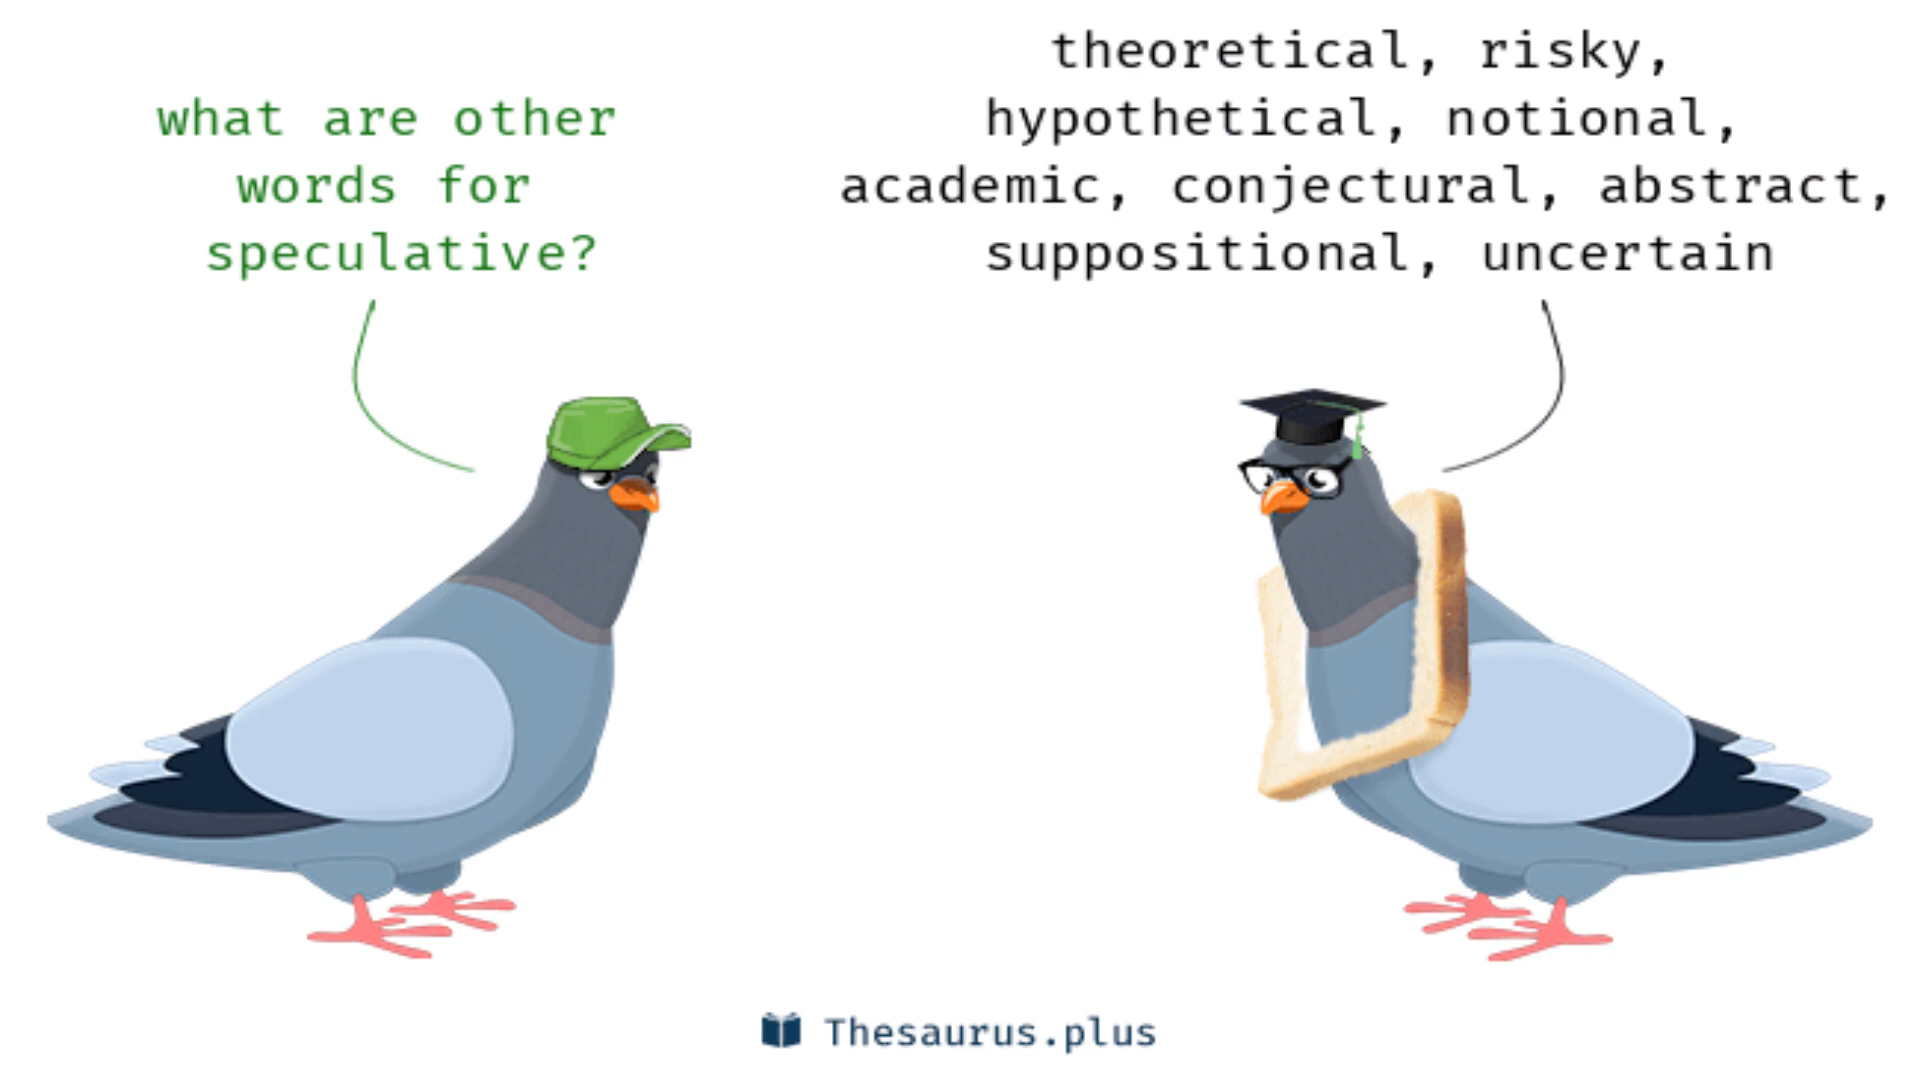 what are other
words for
speculative?
theoretical, risky,
hypothetical, notional,
academic, conjectural, abstract,
suppositional, uncertain
Thesaurus.plus